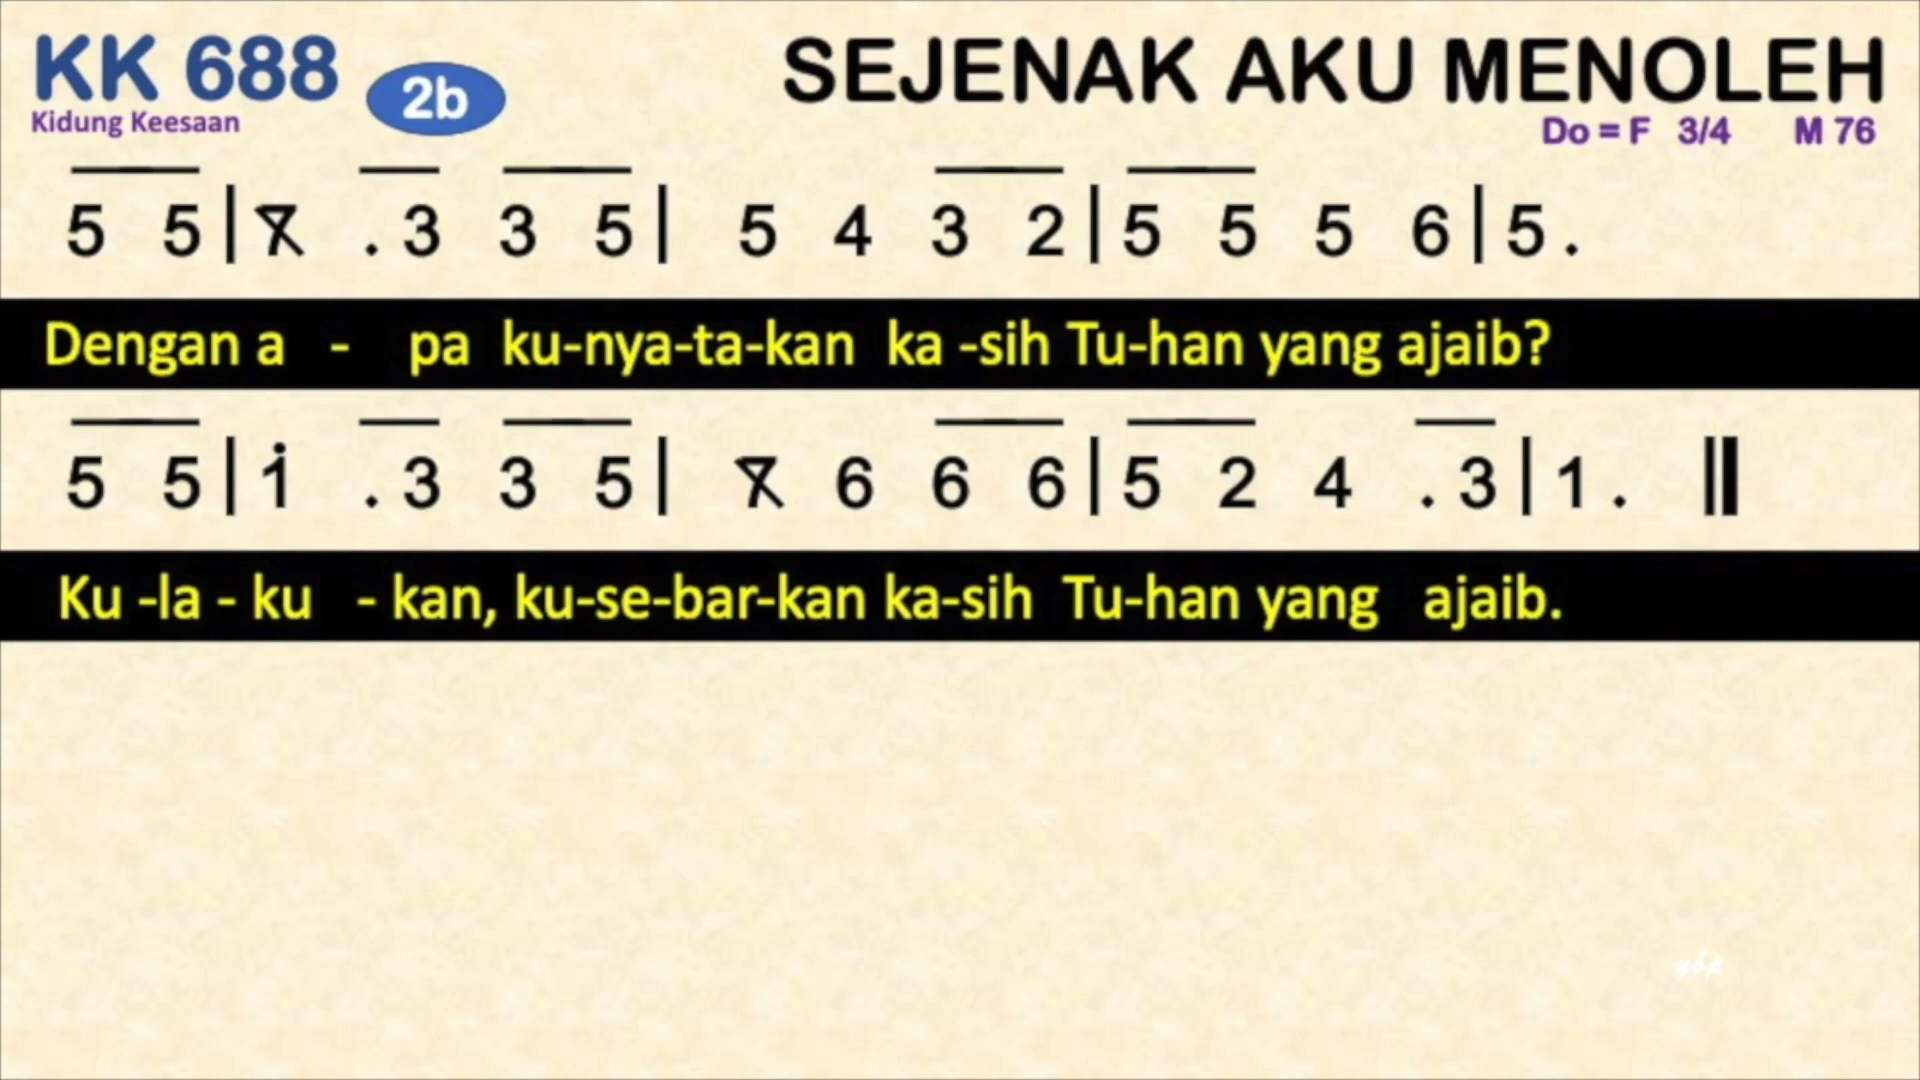 KK 688
Kidung Keesaan
2b
SEJENAK AKU MENOLEH
Do = F 3/4 M 76
5 5 | 7̸ . 3 3 5 | 5 4 3 2 | 5 5 5 6 | 5 .
Dengan a - pa ku-nya-ta-kan ka -sih Tu-han yang ajaib?
5 5 | 1̇ . 3 3 5 | 7̸ 6 6 6 | 5 2 4 . 3 | 1 . ||
Ku -la - ku - kan, ku-se-bar-kan ka-sih Tu-han yang ajaib.